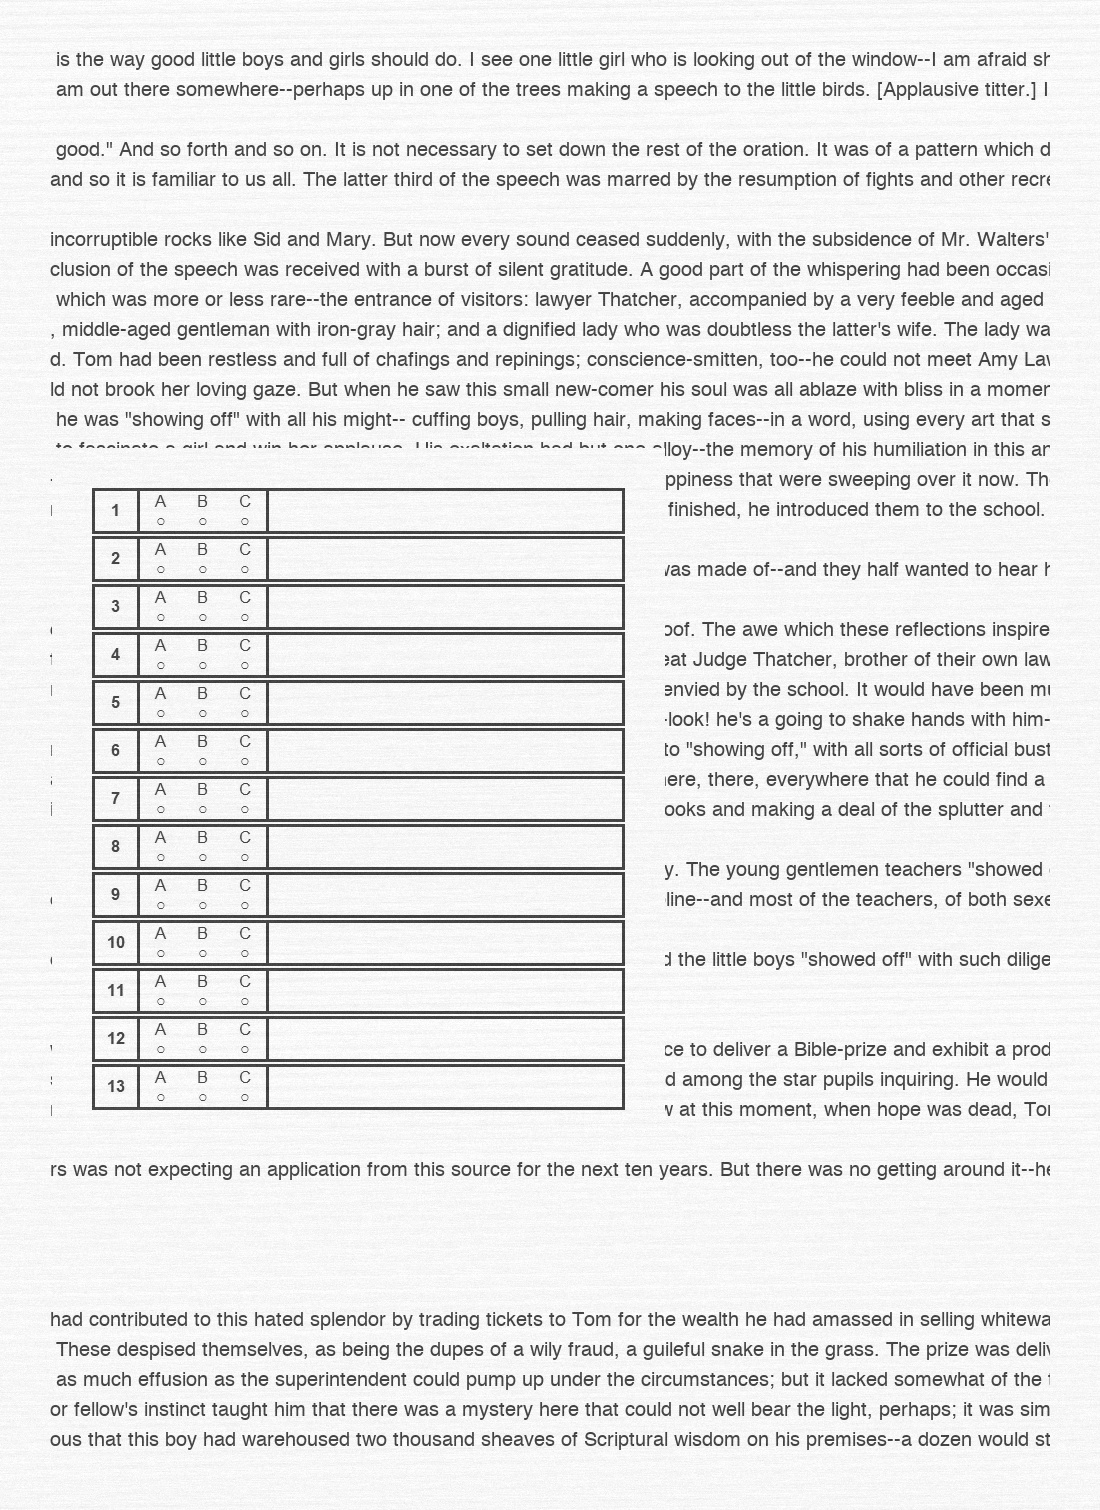 is the way good little boys and girls should do. I see one little girl who is looking out of the window--I am afraid
am out there somewhere--perhaps up in one of the trees making a speech to the little birds. [Applausive titter.] I
good." And so forth and so on. It is not necessary to set down the rest of the oration. It was of a pattern which
and so it is familiar to us all. The latter third of the speech was marred by the resumption of fights and other
incorruptible rocks like Sid and Mary. But now every sound ceased suddenly, with the subsidence of Mr. Walters'
clusion of the speech was received with a burst of silent gratitude. A good part of the whispering had been
which was more or less rare--the entrance of visitors: lawyer Thatcher, accompanied by a very feeble and aged
, middle-aged gentleman with iron-gray hair; and a dignified lady who was doubtless the latter's wife. The lady
d. Tom had been restless and full of chafings and repinings; conscience-smitten, too--he could not meet Amy
ld not brook her loving gaze. But when he saw this small new-comer his soul was all ablaze with bliss in a
he was "showing off" with all his might-- cuffing boys, pulling hair, making faces--in a word, using every art that
to fascinate a girl and win her applause. His exaltation had but one alloy--the memory of his humiliation in this
ppiness that were sweeping over it now.
finished, he introduced them to the school.
1 A B C
2 A B C
was made of--and they half wanted to hear
3 A B C
oof. The awe which these reflections
4 A B C
eat Judge Thatcher, brother of their own
5 A B C
envied by the school. It would have been
look! he's a going to shake hands with him-
6 A B C
to "showing off," with all sorts of official
7 A B C
ere, there, everywhere that he could find a
ooks and making a deal of the splutter and
8 A B C
y. The young gentlemen teachers "showed
9 A B C
line--and most of the teachers, of both
10 A B C
d the little boys "showed off" with such
11 A B C
12 A B C
ce to deliver a Bible-prize and exhibit a
13 A B C
d among the star pupils inquiring. He would
at this moment, when hope was dead,
rs was not expecting an application from this source for the next ten years. But there was no getting around
had contributed to this hated splendor by trading tickets to Tom for the wealth he had amassed in selling
These despised themselves, as being the dupes of a wily fraud, a guileful snake in the grass. The prize was
as much effusion as the superintendent could pump up under the circumstances; but it lacked somewhat of the
or fellow's instinct taught him that there was a mystery here that could not well bear the light, perhaps; it was
ous that this boy had warehoused two thousand sheaves of Scriptural wisdom on his premises--a dozen would